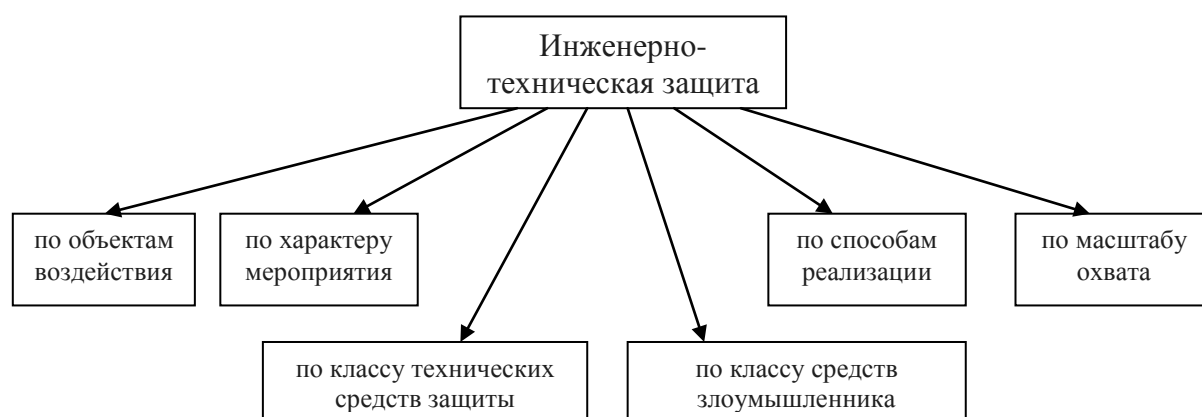 Инженерно-
техническая защита
по объектам
воздействия
по характеру
мероприятия
по способам
реализации
по масштабу
охвата
по классу технических
средств защиты
по классу средств
злоумышленника